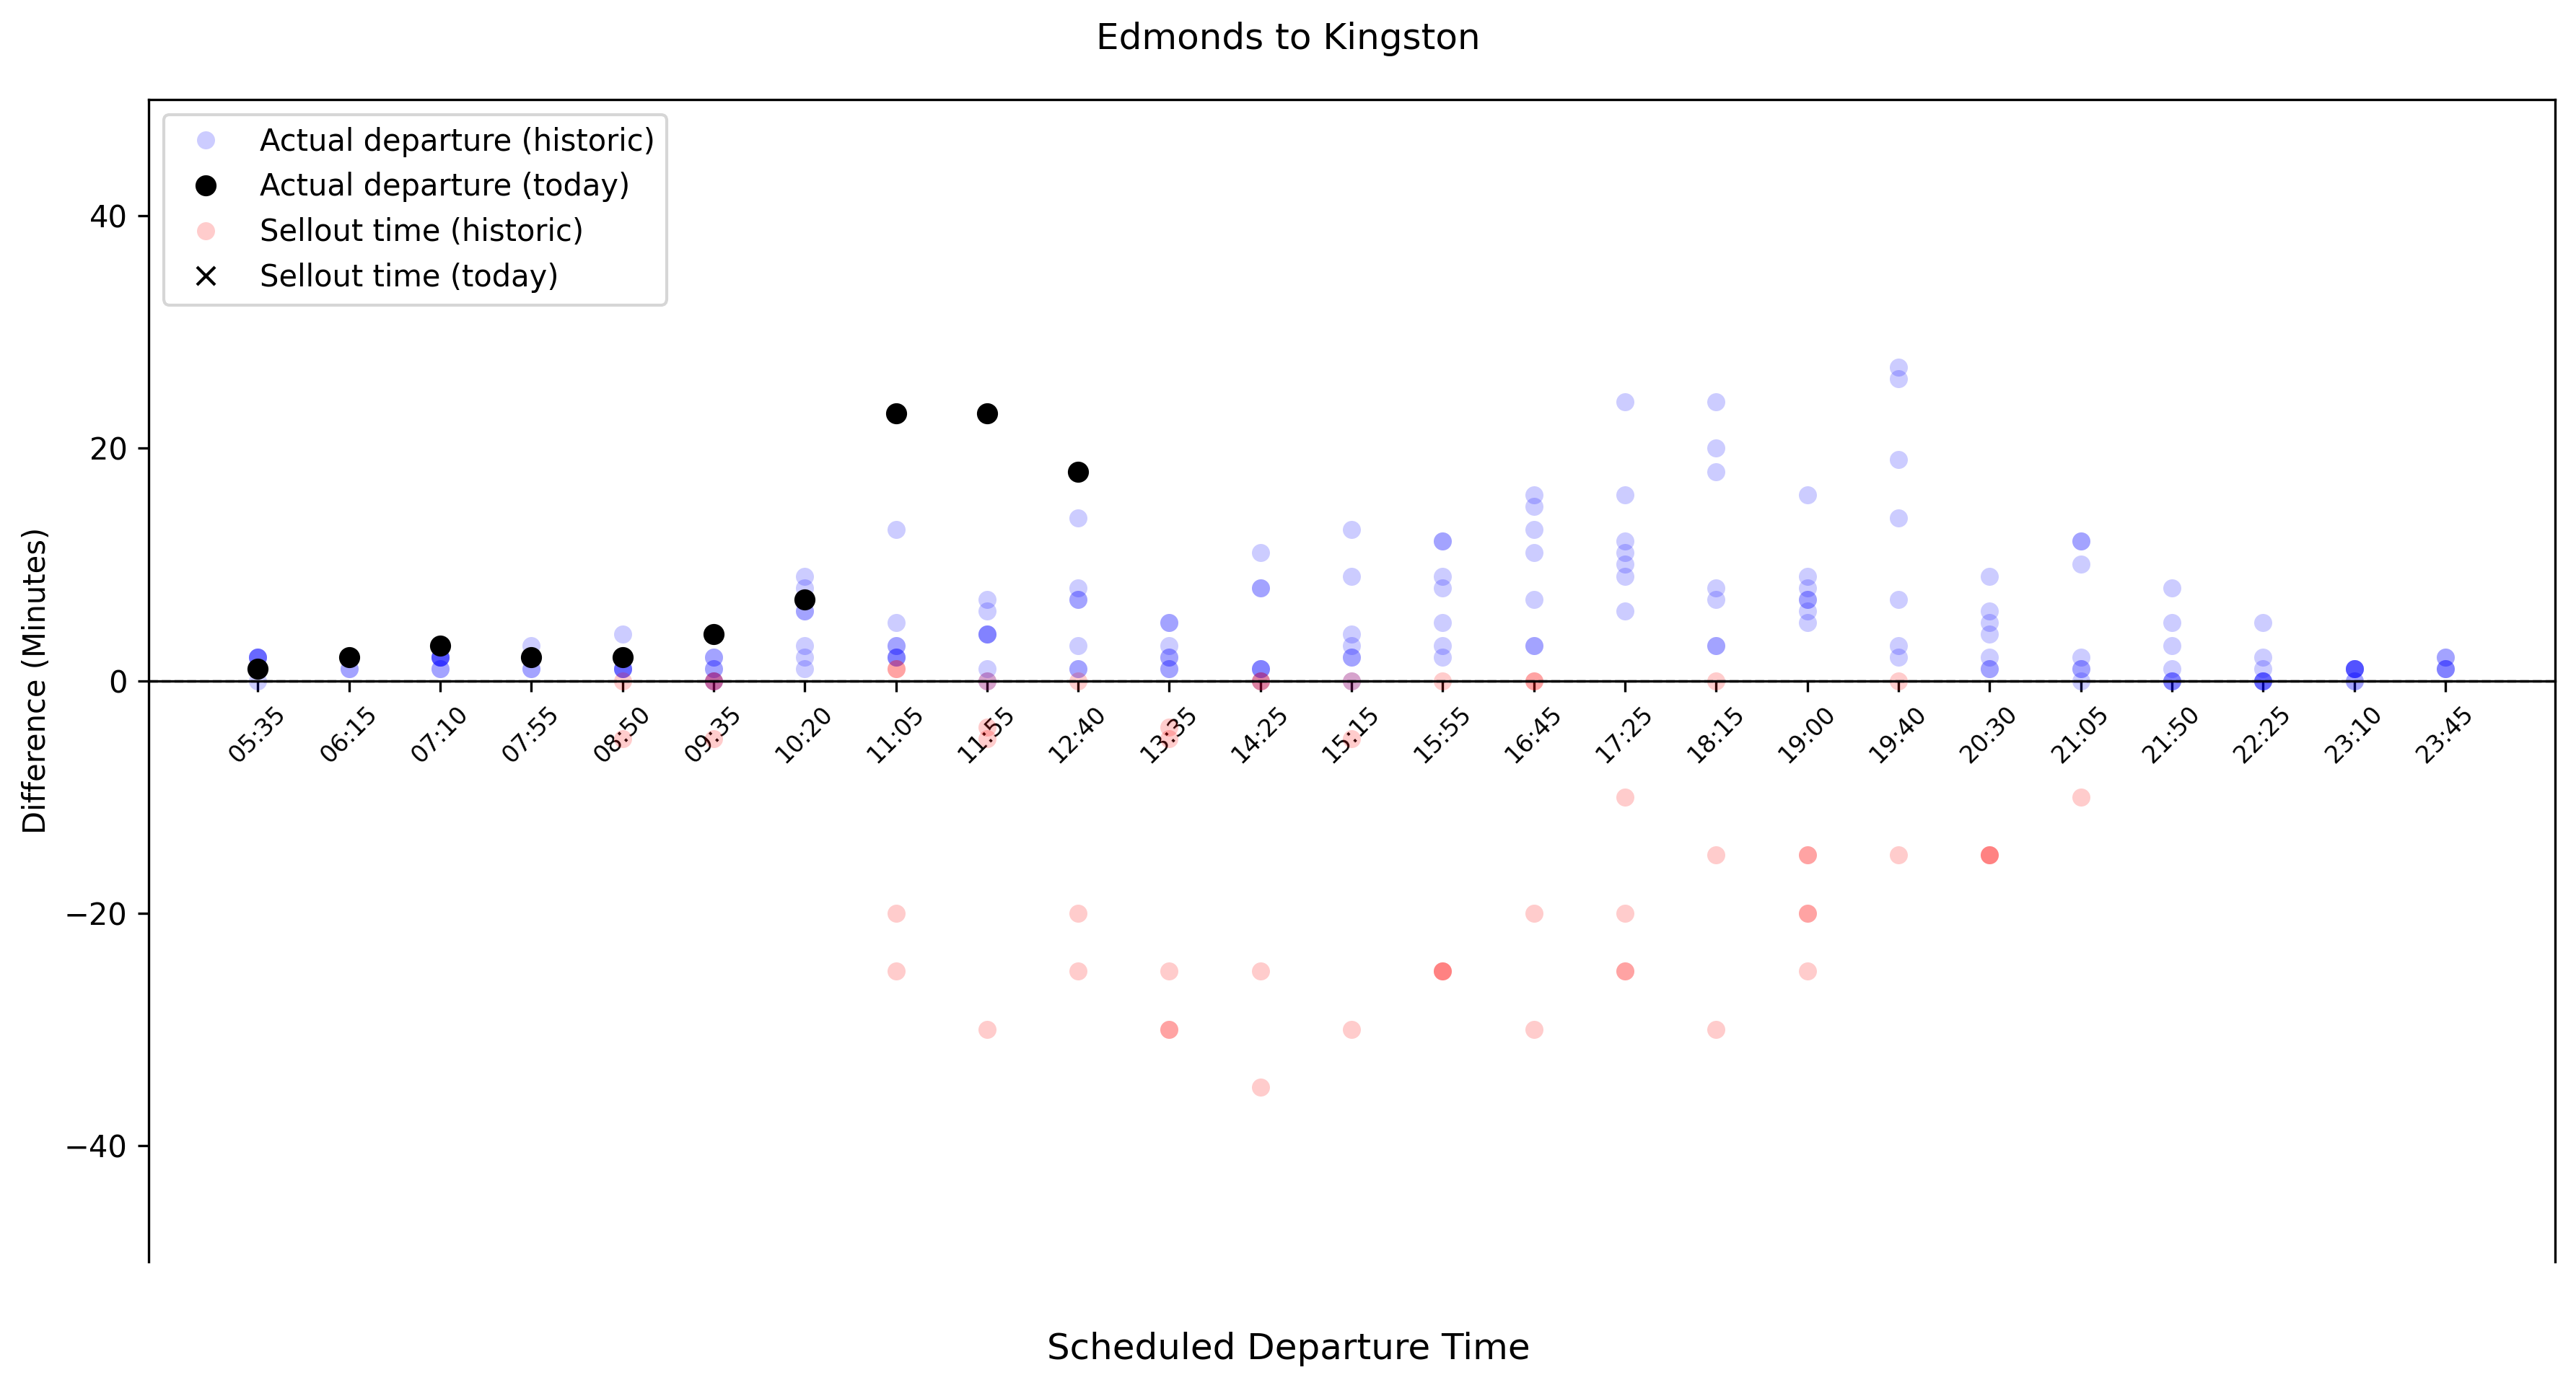 Edmonds to Kingston
Actual departure (historic)
Actual departure (today)
Sellout time (historic)
Sellout time (today)
Difference (Minutes)
40
20
0
−20
−40
05:35 06:15 07:10 07:55 08:50 09:35 10:20 11:05 11:55 12:40 13:35 14:25 15:15 15:55 16:45 17:25 18:15 19:00 19:40 20:30 21:05 21:50 22:25 23:10 23:45
Scheduled Departure Time